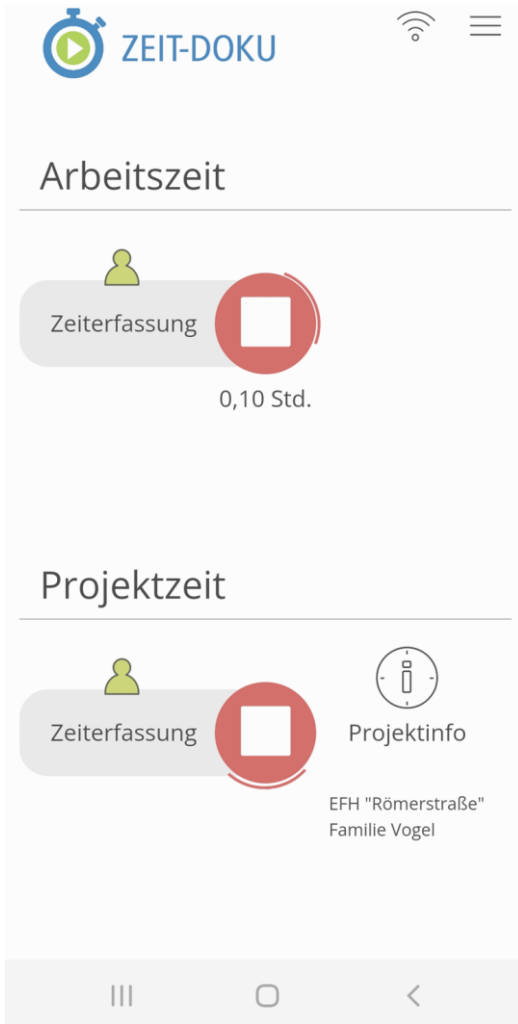 ZEIT-DOKU
Arbeitszeit
Zeiterfassung
0,10 Std.
Projektzeit
Zeiterfassung
Projektinfo
EFH "Römerstraße"
Familie Vogel